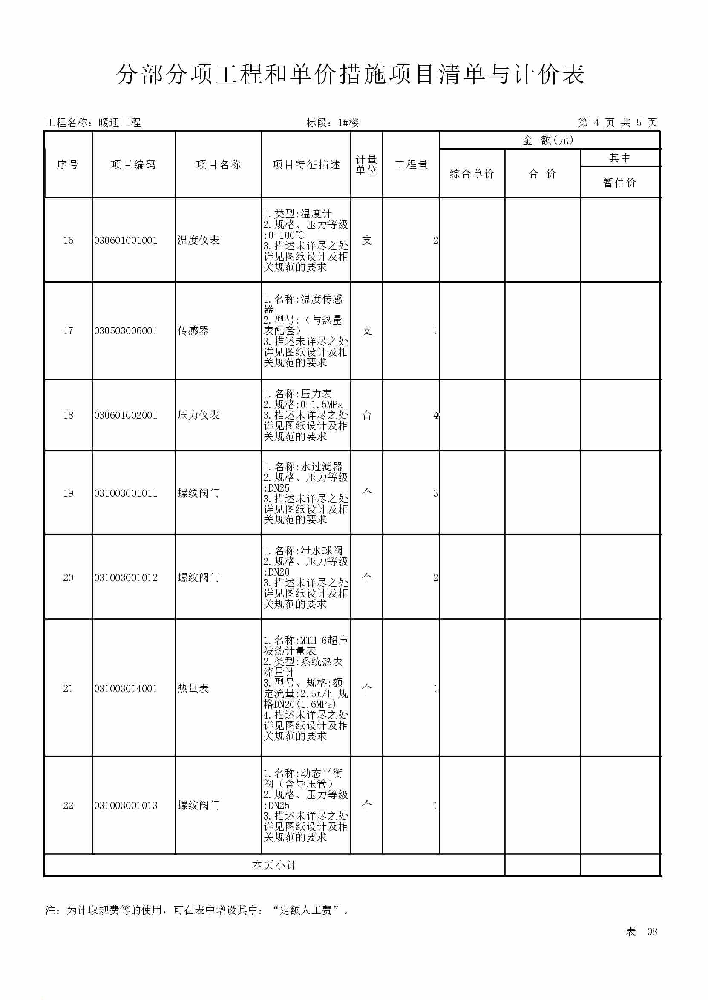 分部分项工程和单价措施项目清单与计价表
工程名称：暖通工程 标段：1#楼 第 4 页 共 5 页
序号 项目编码 项目名称 项目特征描述 计量单位 工程量 金 额(元)
综合单价 合 价 其中
暂估价
16 030601001001 温度仪表
1.类型:温度计
2.规格、压力等级
:0-100℃
3.描述未详尽之处
详见图纸设计及相
关规范的要求
支 2
17 030503006001 传感器
1.名称:温度传感
器
2.型号:（与热量
表配套）
3.描述未详尽之处
详见图纸设计及相
关规范的要求
支 1
18 030601002001 压力仪表
1.名称:压力表
2.规格:0-1.5MPa
3.描述未详尽之处
详见图纸设计及相
关规范的要求
台 4
19 031003001011 螺纹阀门
1.名称:水过滤器
2.规格、压力等级
:DN25
3.描述未详尽之处
详见图纸设计及相
关规范的要求
个 3
20 031003001012 螺纹阀门
1.名称:泄水球阀
2.规格、压力等级
:DN20
3.描述未详尽之处
详见图纸设计及相
关规范的要求
个 2
21 031003014001 热量表
1.名称:MTH-6超声
波热计量表
2.类型:系统热表
流量计
3.型号、规格:额
定流量:2.5t/h 规
格DN20(1.6MPa)
4.描述未详尽之处
详见图纸设计及相
关规范的要求
个 1
22 031003001013 螺纹阀门
1.名称:动态平衡
阀（含导压管）
2.规格、压力等级
:DN25
3.描述未详尽之处
详见图纸设计及相
关规范的要求
个 1
本页小计
注：为计取规费等的使用，可在表中增设其中：“定额人工费”。
表—08